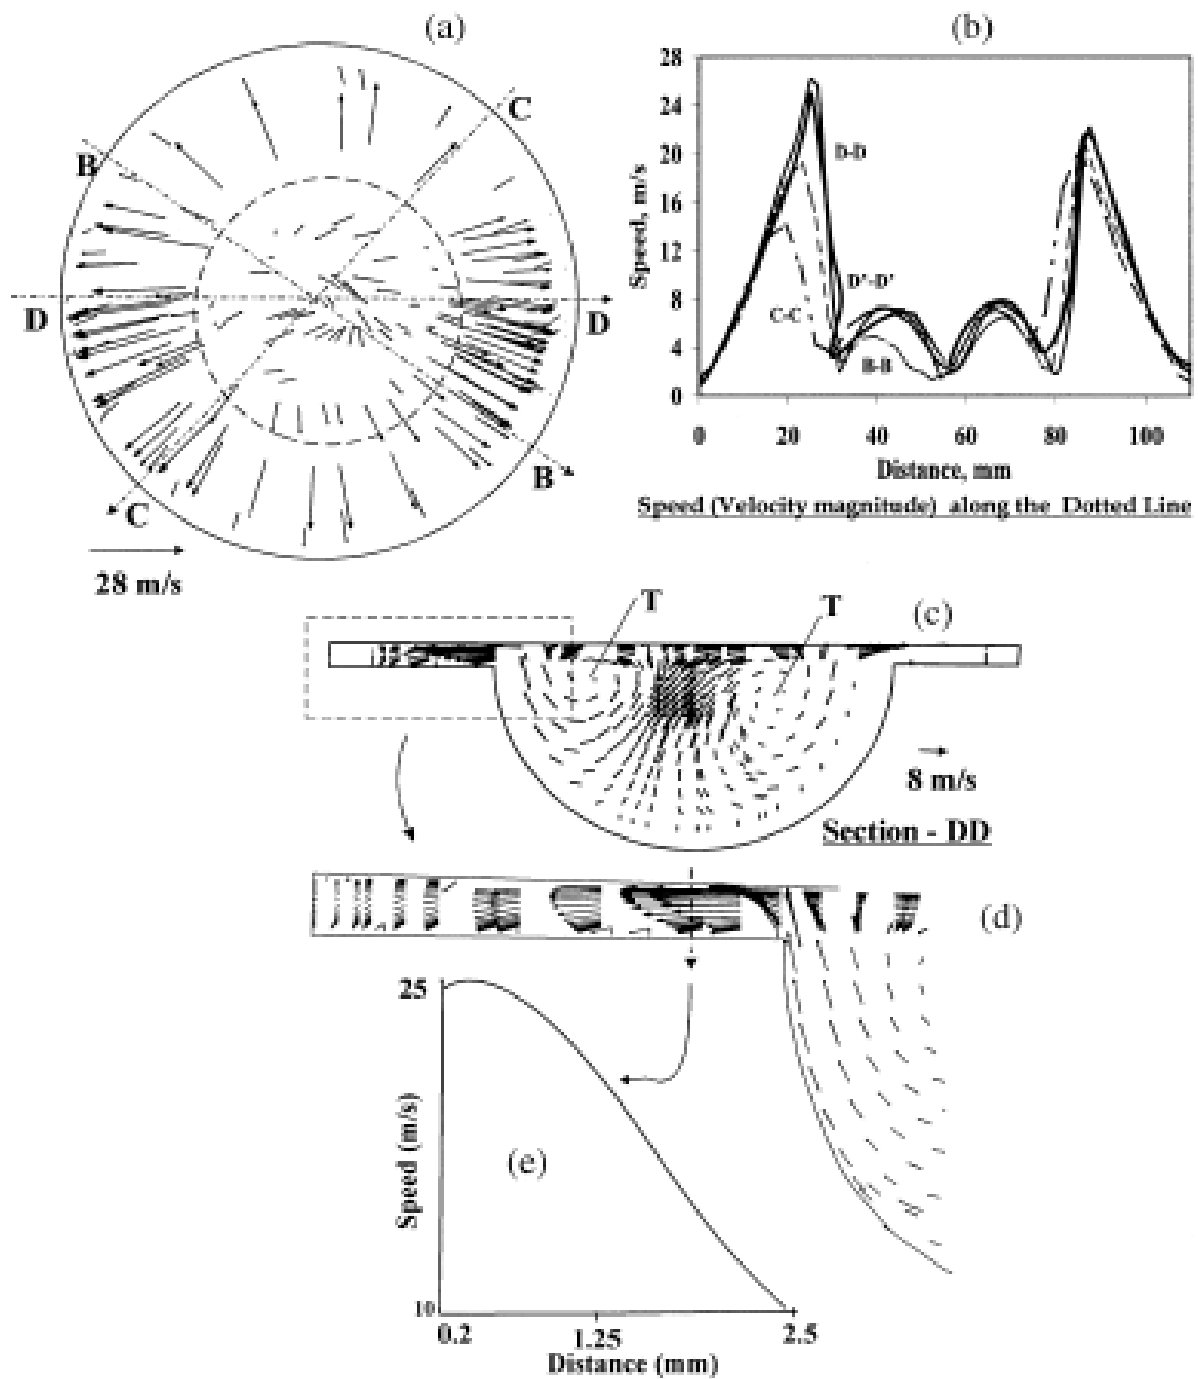 (a)
C
B
D
D
B
C
28 m/s
(b)
28
24
20
16
12
8
4
0
Speed, m/s
D-D
D'-D'
C-C
B-B
0 20 40 60 80 100
Distance, mm
Speed (Velocity magnitude) along the Dotted Line
T
T
(c)
8 m/s
Section - DD
(d)
25
Speed (m/s)
(e)
10
0.2 1.25 2.5
Distance (mm)